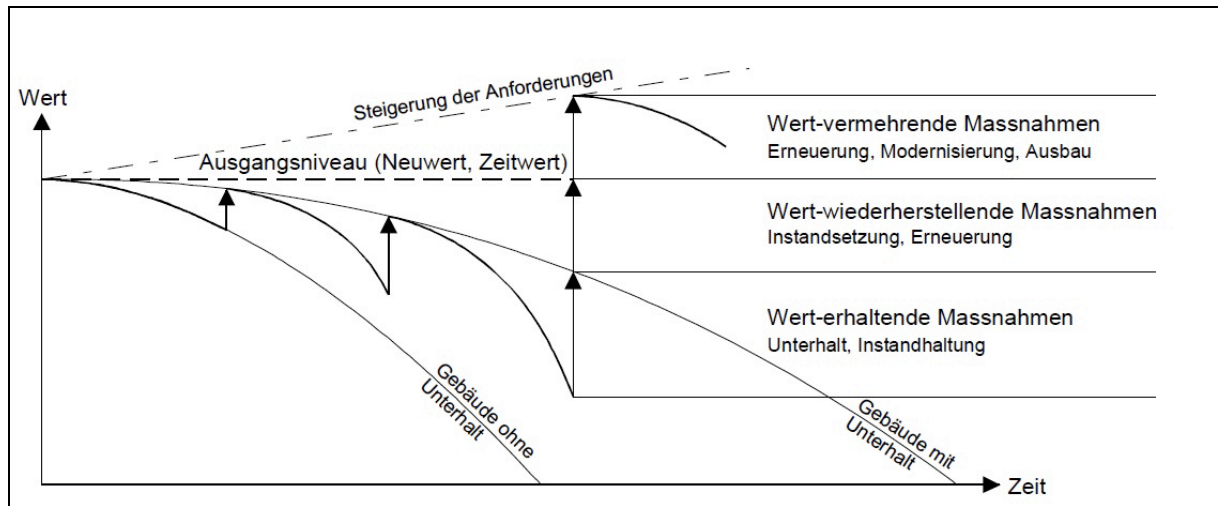 Steigerung der Anforderungen
Wert
Ausgangsniveau (Neuwert, Zeitwert)
Wert-vermehrende Massnahmen
Erneuerung, Modernisierung, Ausbau
Wert-wiederherstellende Massnahmen
Instandsetzung, Erneuerung
Wert-erhaltende Massnahmen
Unterhalt, Instandhaltung
Gebäude ohne
Unterhalt
Gebäude mit
Unterhalt
Zeit